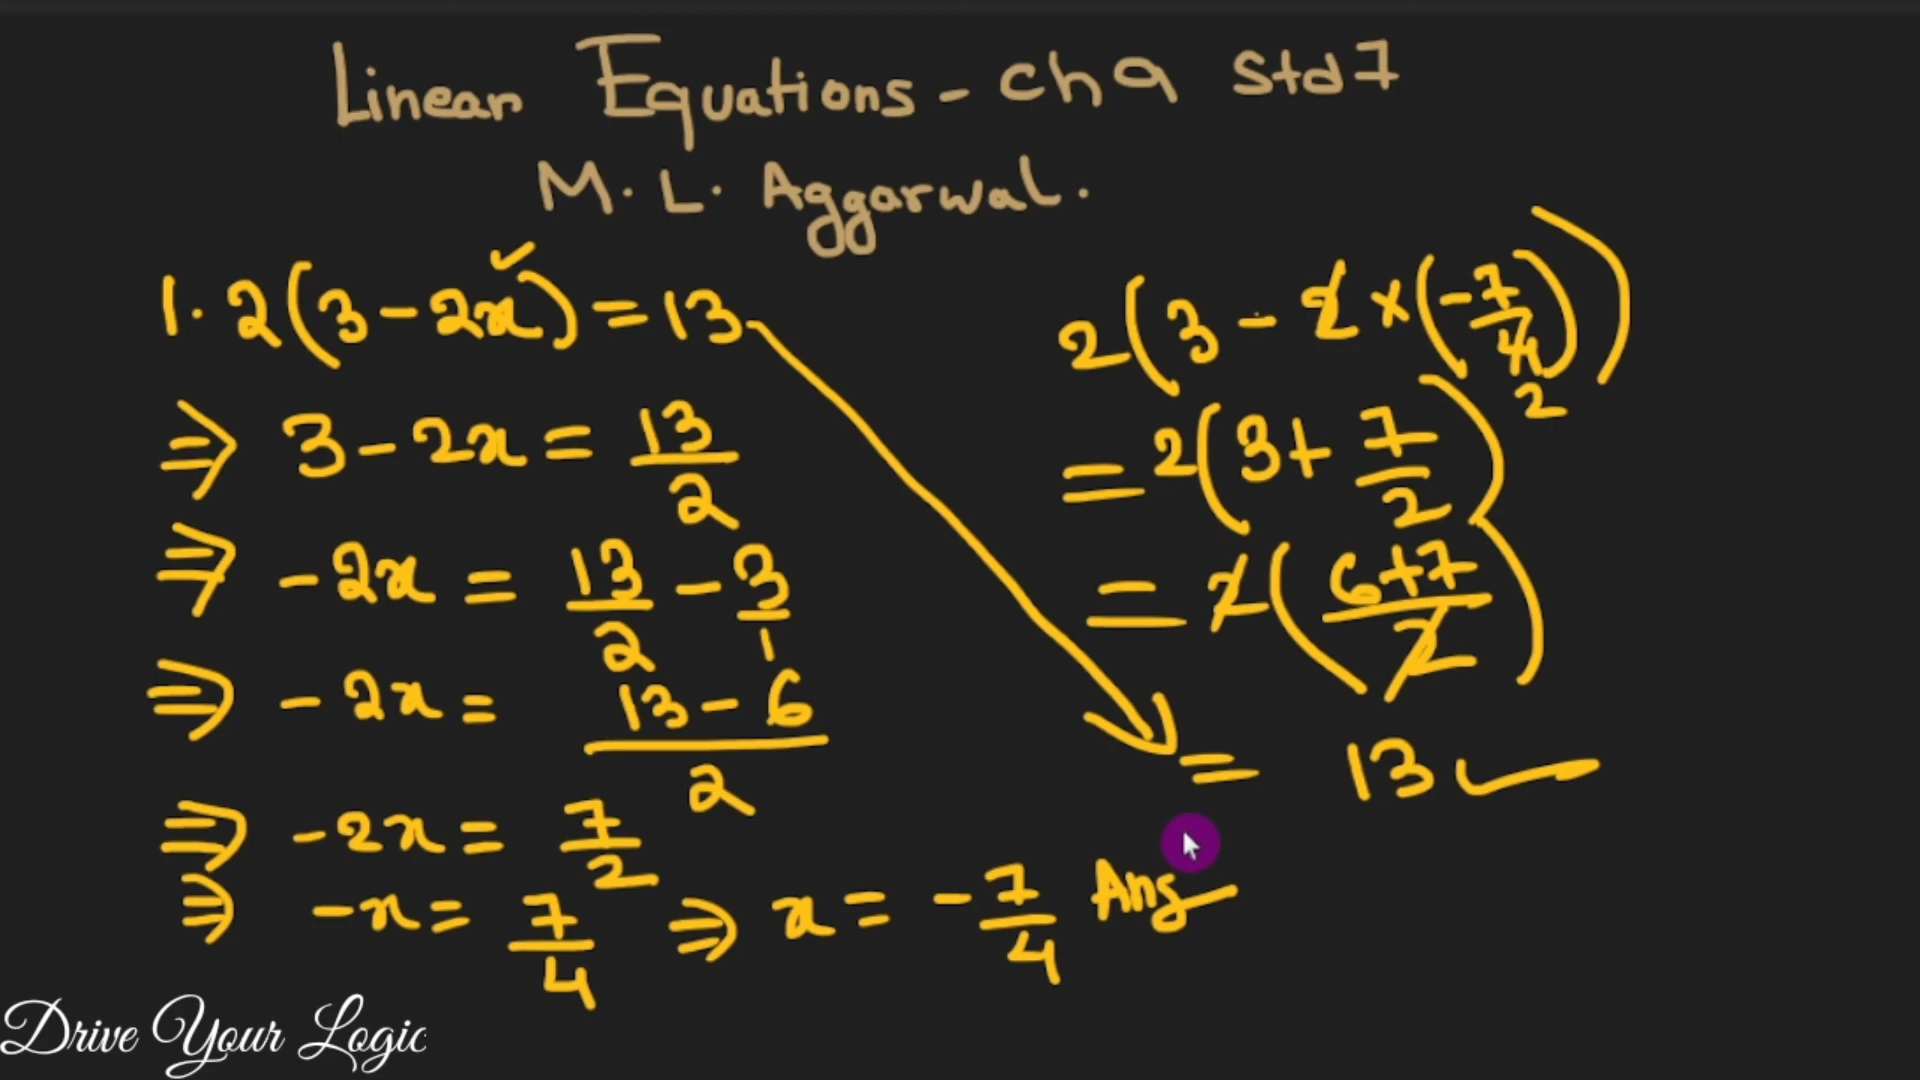 Linear Equations - ch 9 Std 7
M. L. Aggarwal.
1. 2(3 - 2x) = 13
⇒ 3 - 2x = 13/2
⇒ -2x = 13/2 - 3/1
⇒ -2x = (13 - 6)/2
⇒ -2x = 7/2
⇒ -x = 7/4 ⇒ x = -7/4 Ans
2(3 - 2 × (-7/4)) 2
= 2(3 + 7/2)
= 2((6+7)/2)
= 13 ✓
Drive Your Logic